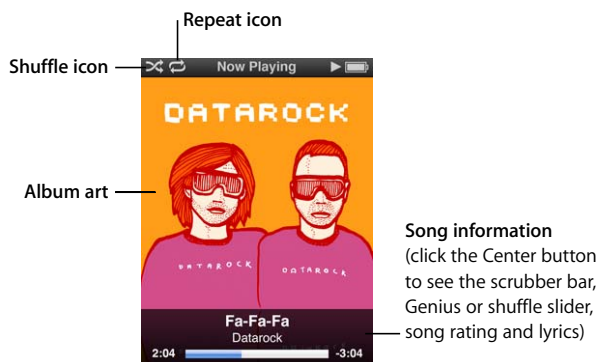 Repeat icon
Shuffle icon
Now Playing
DATAROCK
Album art
DATAROCK
DATAROCK
Song information
(click the Center button
to see the scrubber bar,
Genius or shuffle slider,
song rating and lyrics)
Fa-Fa-Fa
Datarock
2:04 -3:04